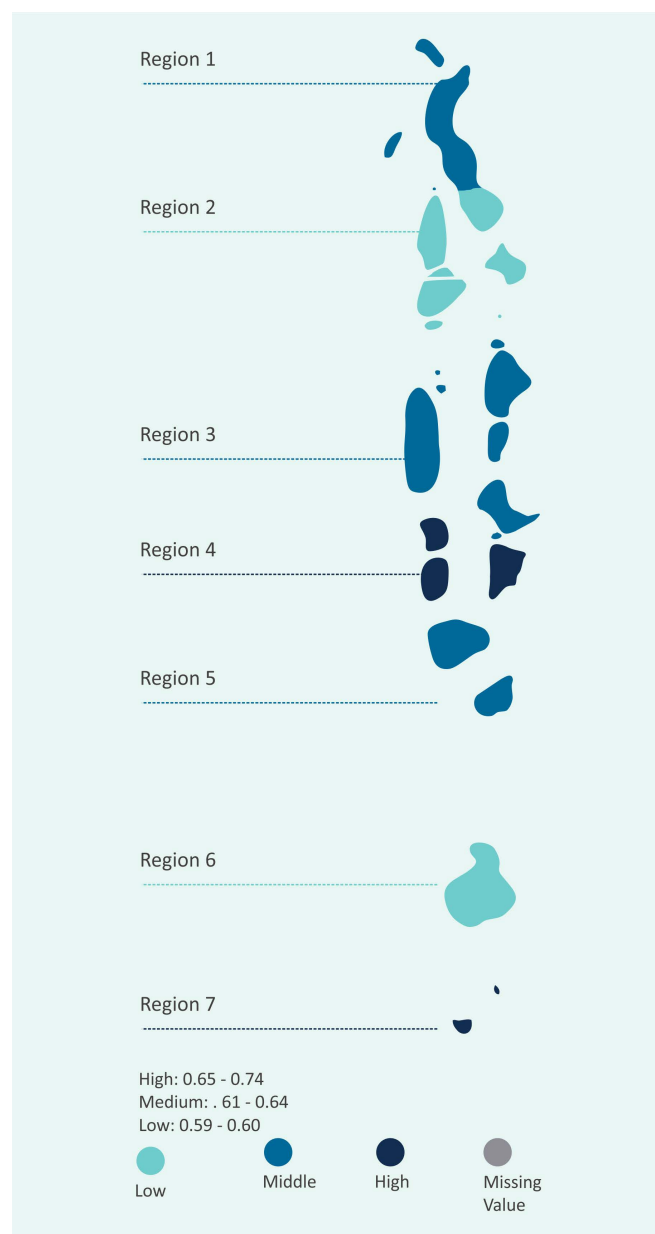 Region 1
Region 2
Region 3
Region 4
Region 5
Region 6
Region 7
High: 0.65 - 0.74
Medium: . 61 - 0.64
Low: 0.59 - 0.60
Low
Middle
High
Missing
Value